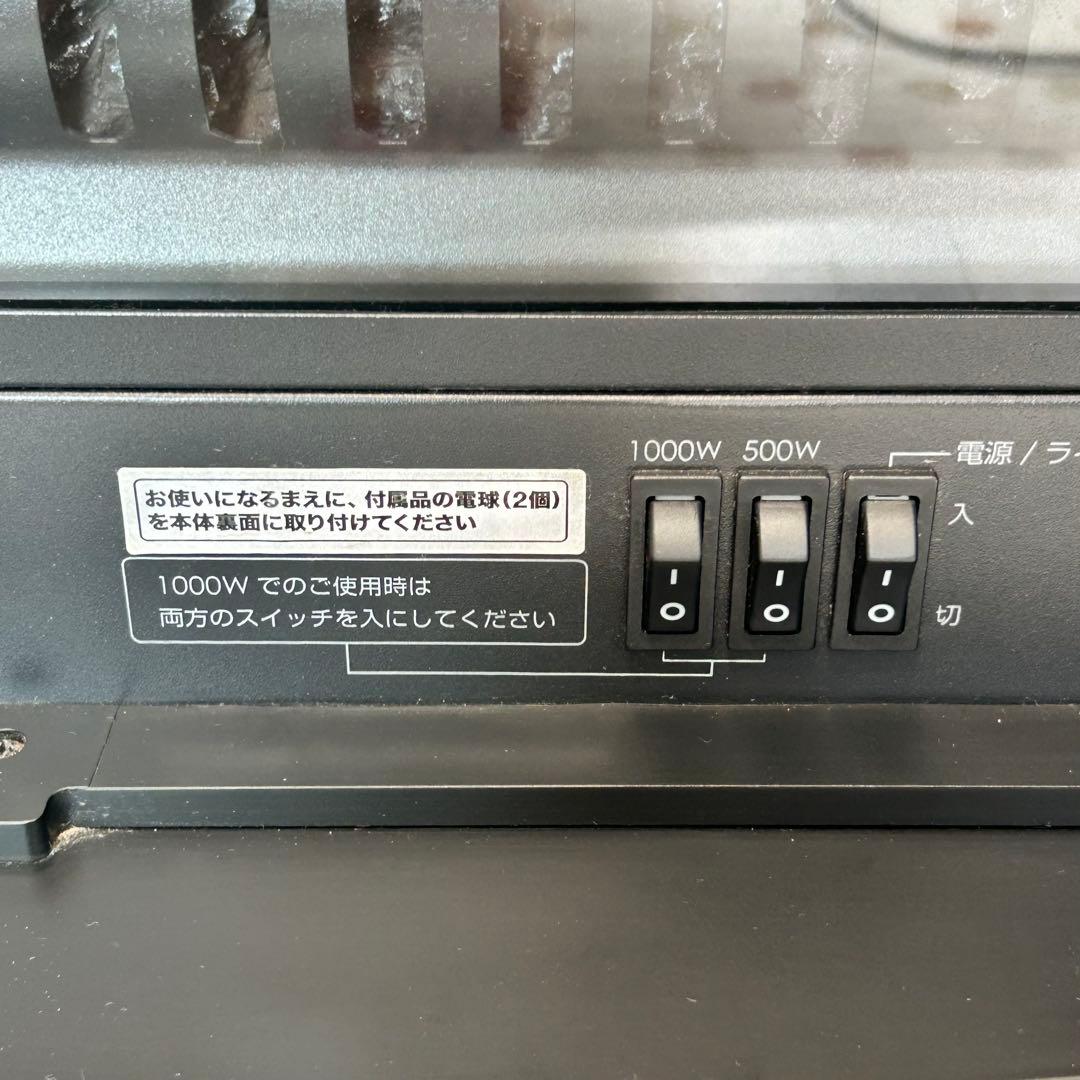 1000W 500W
電源 / ラ
お使いになるまえに、付属品の電球(2個)
を本体裏面に取り付けてください
入
1000W でのご使用時は
両方のスイッチを入にしてください
切